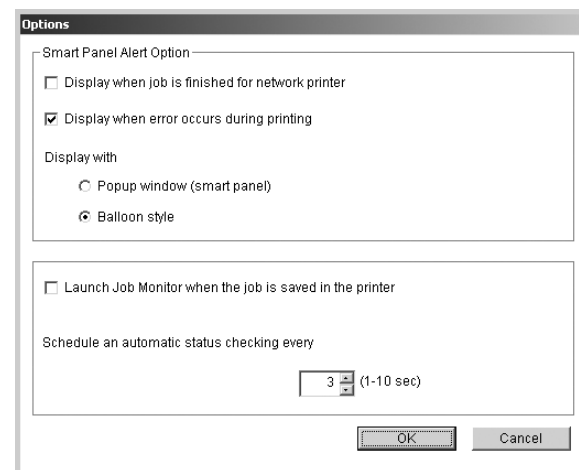 Options
Smart Panel Alert Option
Display when job is finished for network printer
Display when error occurs during printing
Display with
Popup window (smart panel)
Balloon style
Launch Job Monitor when the job is saved in the printer
Schedule an automatic status checking every
3 (1-10 sec)
OK Cancel